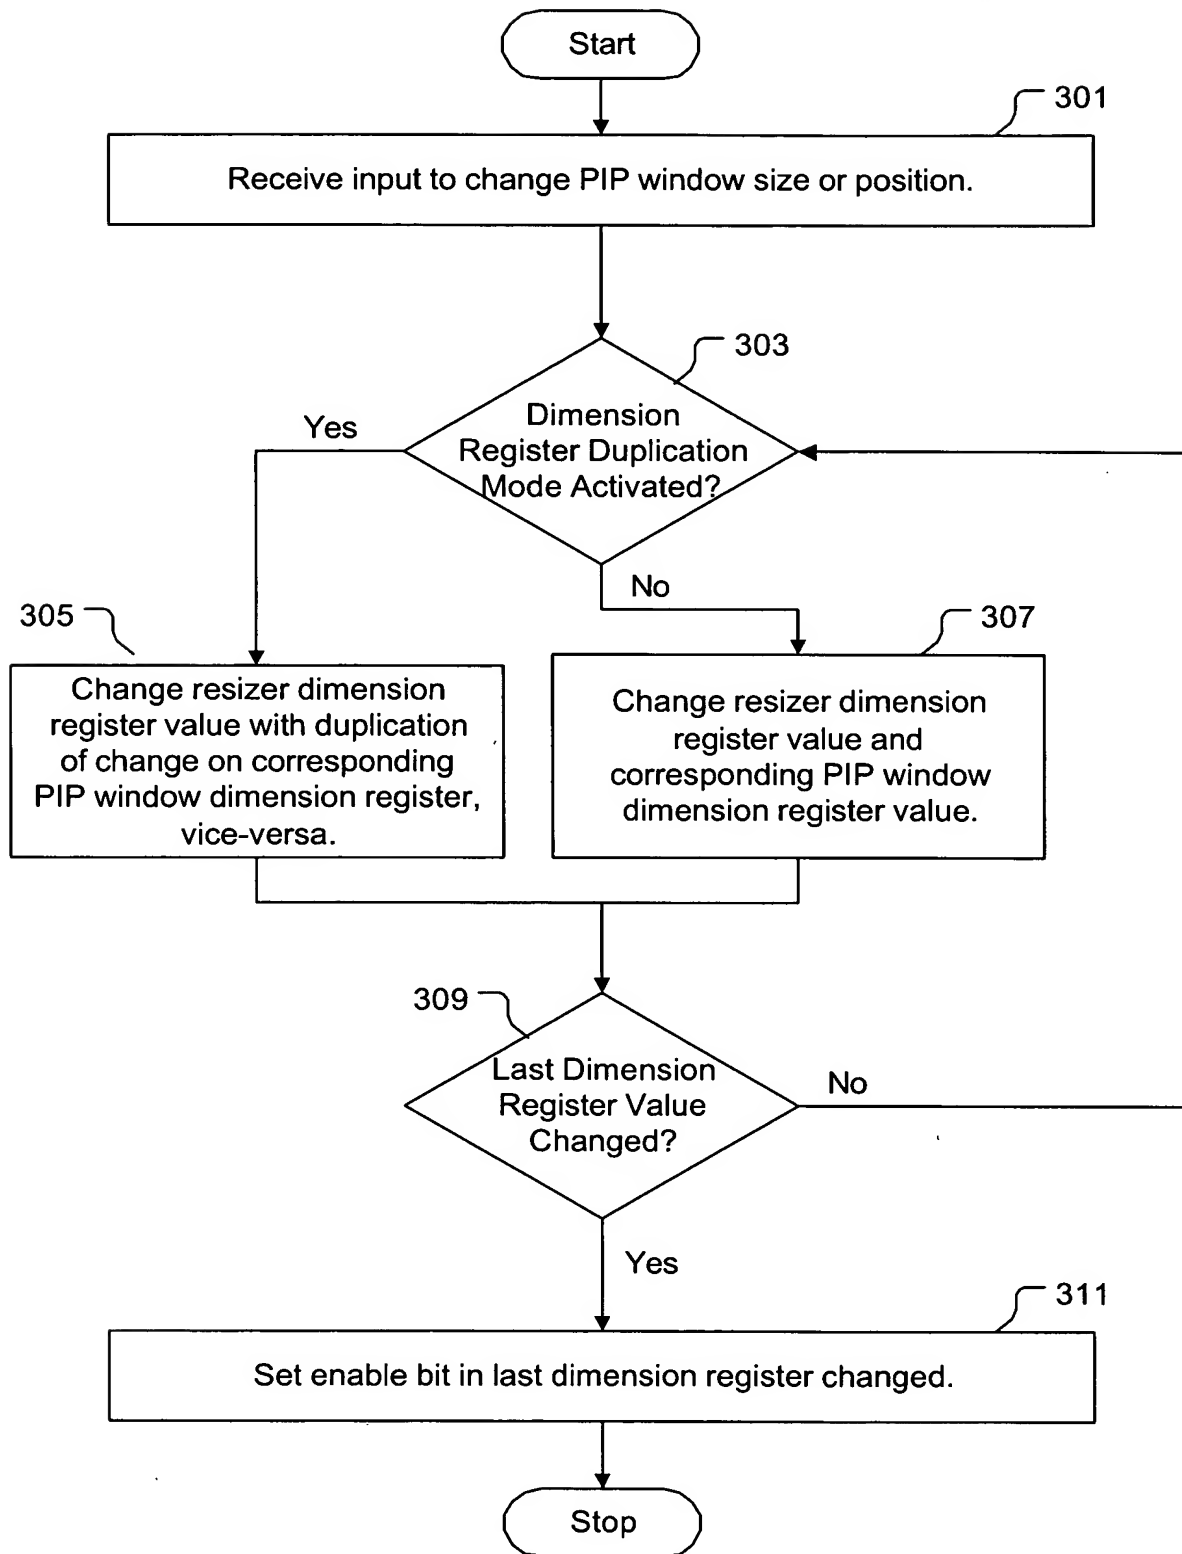 Start
301
Receive input to change PIP window size or position.
303
Dimension
Register Duplication
Mode Activated?
Yes
No
305
Change resizer dimension
register value with duplication
of change on corresponding
PIP window dimension register,
vice-versa.
307
Change resizer dimension
register value and
corresponding PIP window
dimension register value.
309
Last Dimension
Register Value
Changed?
No
Yes
311
Set enable bit in last dimension register changed.
Stop